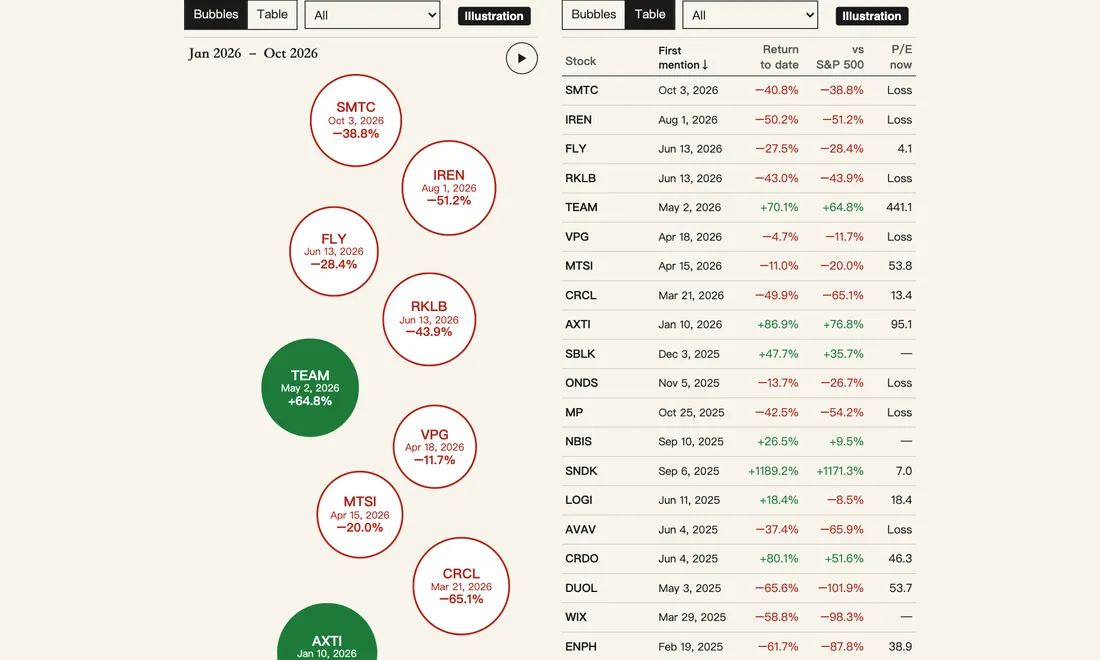 Bubbles Table All Illustration
Jan 2026 – Oct 2026
SMTC
Oct 3, 2026
−38.8%
IREN
Aug 1, 2026
−51.2%
FLY
Jun 13, 2026
−28.4%
RKLB
Jun 13, 2026
−43.9%
TEAM
May 2, 2026
+64.8%
VPG
Apr 18, 2026
−11.7%
MTSI
Apr 15, 2026
−20.0%
CRCL
Mar 21, 2026
−65.1%
AXTI
Jan 10, 2026
Bubbles Table All Illustration
Stock First mention↓ Return to date vs S&P 500 P/E now
SMTC Oct 3, 2026 −40.8% −38.8% Loss
IREN Aug 1, 2026 −50.2% −51.2% Loss
FLY Jun 13, 2026 −27.5% −28.4% 4.1
RKLB Jun 13, 2026 −43.0% −43.9% Loss
TEAM May 2, 2026 +70.1% +64.8% 441.1
VPG Apr 18, 2026 −4.7% −11.7% Loss
MTSI Apr 15, 2026 −11.0% −20.0% 53.8
CRCL Mar 21, 2026 −49.9% −65.1% 13.4
AXTI Jan 10, 2026 +86.9% +76.8% 95.1
SBLK Dec 3, 2025 +47.7% +35.7% —
ONDS Nov 5, 2025 −13.7% −26.7% Loss
MP Oct 25, 2025 −42.5% −54.2% Loss
NBIS Sep 10, 2025 +26.5% +9.5% —
SNDK Sep 6, 2025 +1189.2% +1171.3% 7.0
LOGI Jun 11, 2025 +18.4% −8.5% 18.4
AVAV Jun 4, 2025 −37.4% −65.9% Loss
CRDO Jun 4, 2025 +80.1% +51.6% 46.3
DUOL May 3, 2025 −65.6% −101.9% 53.7
WIX Mar 29, 2025 −58.8% −98.3% —
ENPH Feb 19, 2025 −61.7% −87.8% 38.9